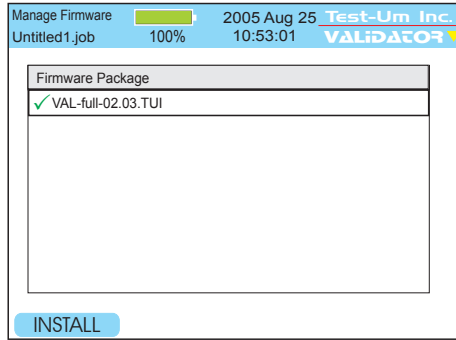 Manage Firmware 2005 Aug 25 Test-Um Inc.
Untitled1.job 100% 10:53:01 VALIDATOR
Firmware Package
VAL-full-02.03.TUI
INSTALL